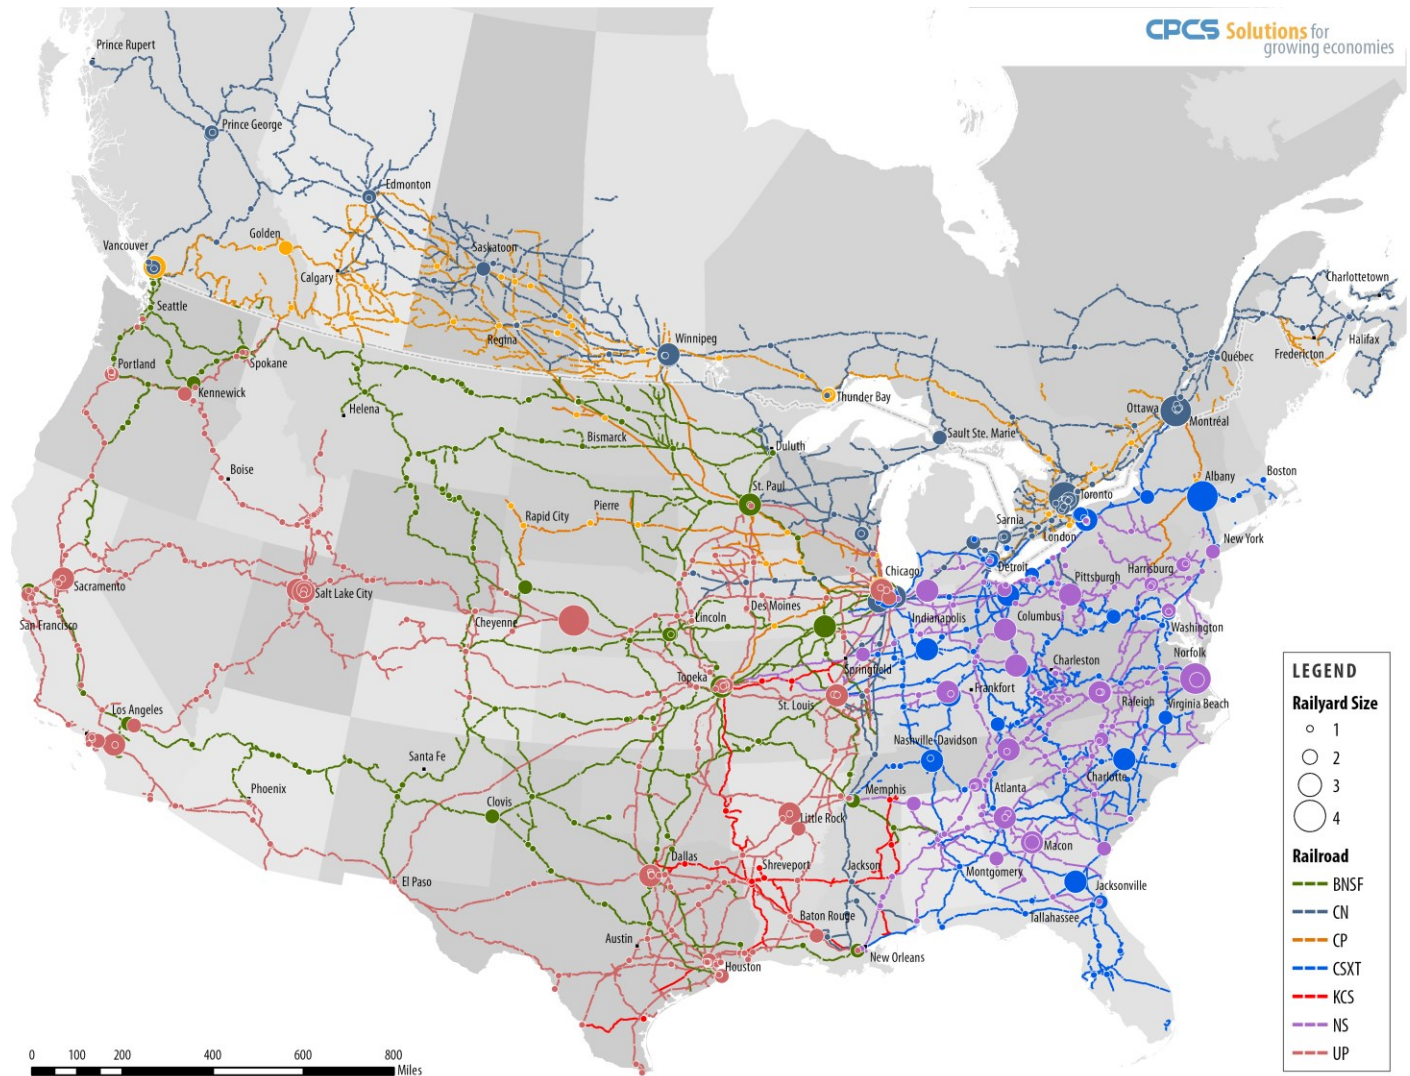 CPCS Solutions for
growing economies
Prince Rupert
Prince George
Edmonton
Golden
Vancouver
Saskatoon
Calgary
Charlottetown
Seattle
Winnipeg
Regina
Québec
Halifax
Fredericton
Portland
Spokane
Kennewick
Thunder Bay
Helena
Ottawa
Montréal
Bismarck
Sault Ste. Marie
Duluth
Boise
Albany
Boston
St. Paul
Toronto
Rapid City
Pierre
Sarnia
London
New York
Detroit
Chicago
Harrisburg
Pittsburgh
Sacramento
Salt Lake City
Des Moines
San Francisco
Cheyenne
Lincoln
Indianapolis
Columbus
Washington
Norfolk
Springfield
Charleston
Topeka
Frankfort
St. Louis
Raleigh
Virginia Beach
Los Angeles
Nashville-Davidson
Santa Fe
Charlotte
Phoenix
Memphis
Atlanta
Clovis
Little Rock
Macon
Dallas
Shreveport
Jackson
Montgomery
El Paso
Jacksonville
Baton Rouge
Tallahassee
Austin
New Orleans
Houston
LEGEND
Railyard Size
1
2
3
4
Railroad
BNSF
CN
CP
CSXT
KCS
NS
UP
0 100 200 400 600 800
Miles